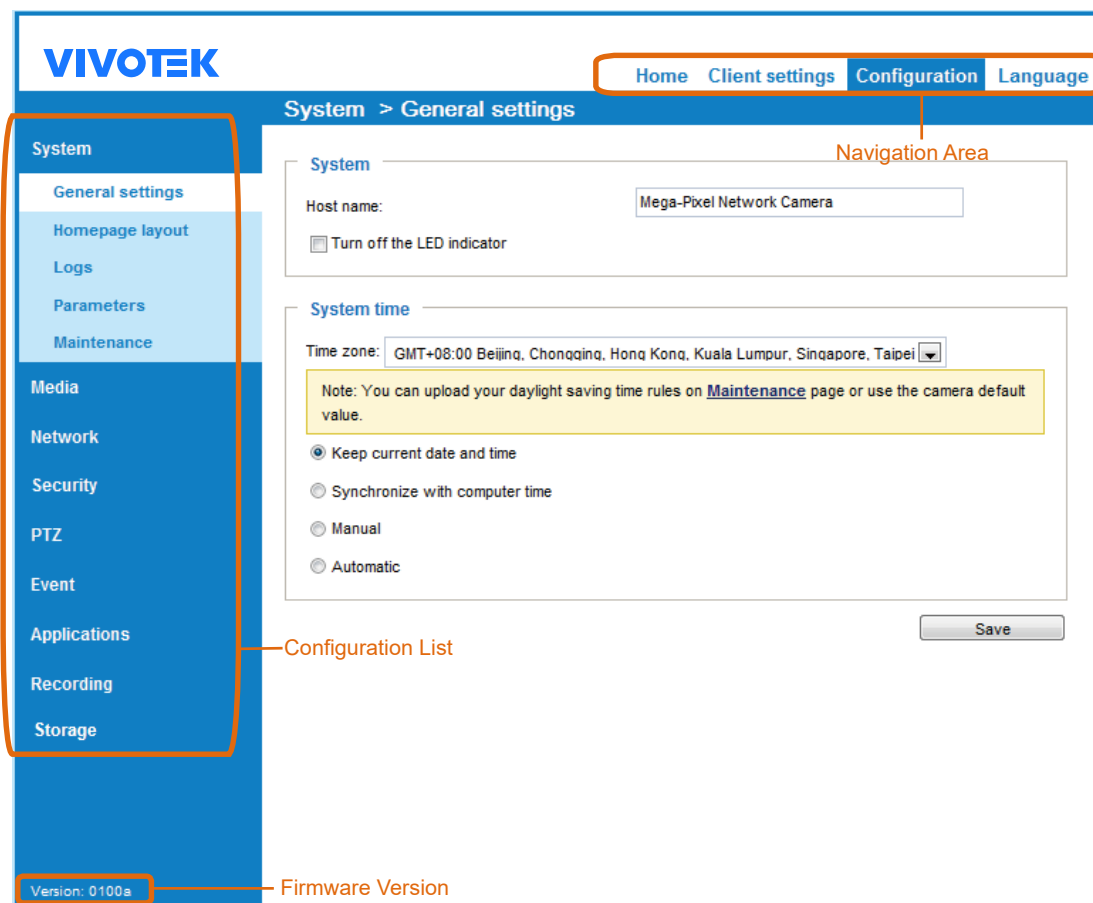 VIVOTEK
Home Client settings Configuration Language
System > General settings
Navigation Area
System
General settings
Homepage layout
Logs
Parameters
Maintenance
Media
Network
Security
PTZ
Event
Applications
Recording
Storage
Configuration List
Version: 0100a
Firmware Version
System
Host name: Mega-Pixel Network Camera
Turn off the LED indicator
System time
Time zone: GMT+08:00 Beijing, Chongqing, Hong Kong, Kuala Lumpur, Singapore, Taipei
Note: You can upload your daylight saving time rules on Maintenance page or use the camera default
value.
Keep current date and time
Synchronize with computer time
Manual
Automatic
Save